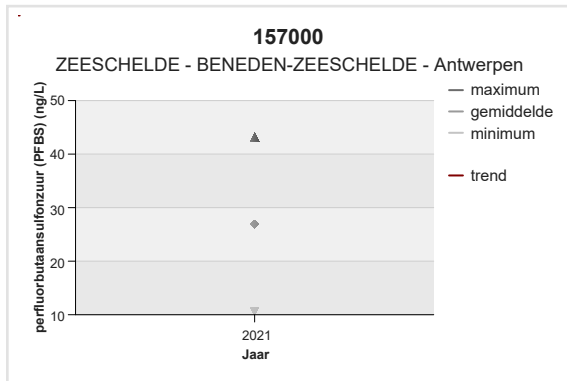 157000
ZEESCHELDE - BENEDEN-ZEESCHELDE - Antwerpen
perfluorbutaansulfonzuur (PFBS) (ng/L)
50
40
30
20
10
2021
Jaar
maximum
gemiddelde
minimum
trend